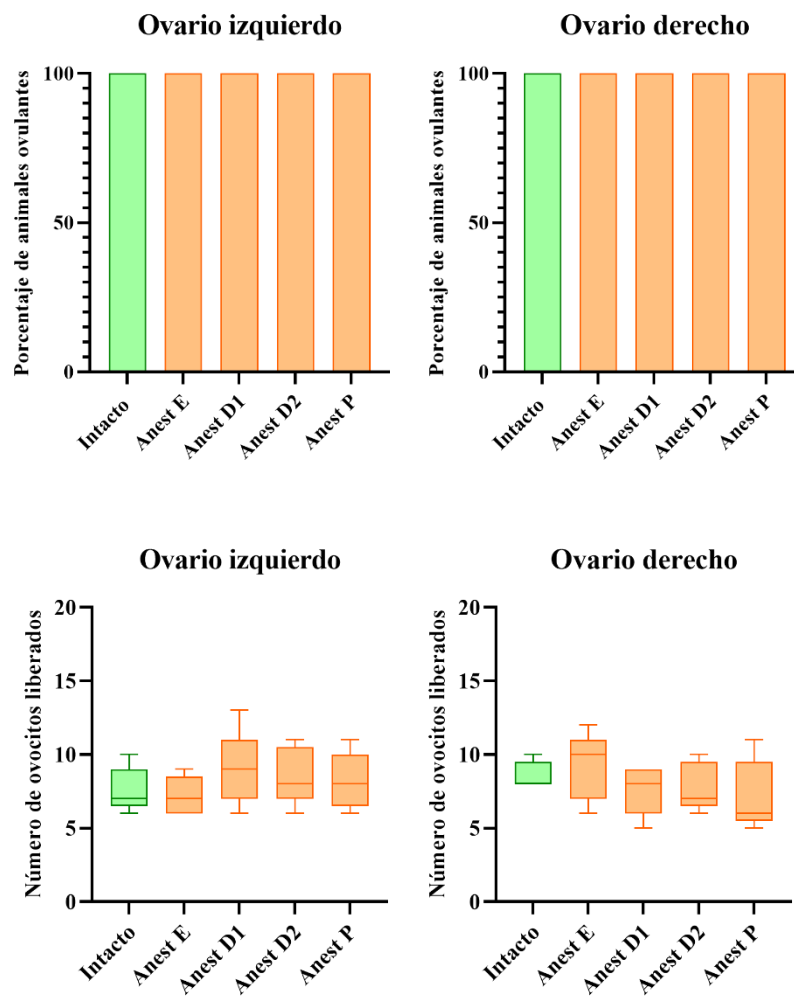 Ovario izquierdo
Porcentaje de animales ovulantes
100
50
0
Intacto
Anest E
Anest D1
Anest D2
Anest P
Ovario derecho
Porcentaje de animales ovulantes
100
50
0
Intacto
Anest E
Anest D1
Anest D2
Anest P
Ovario izquierdo
Número de ovocitos liberados
20
15
10
5
0
Intacto
Anest E
Anest D1
Anest D2
Anest P
Ovario derecho
Número de ovocitos liberados
20
15
10
5
0
Intacto
Anest E
Anest D1
Anest D2
Anest P